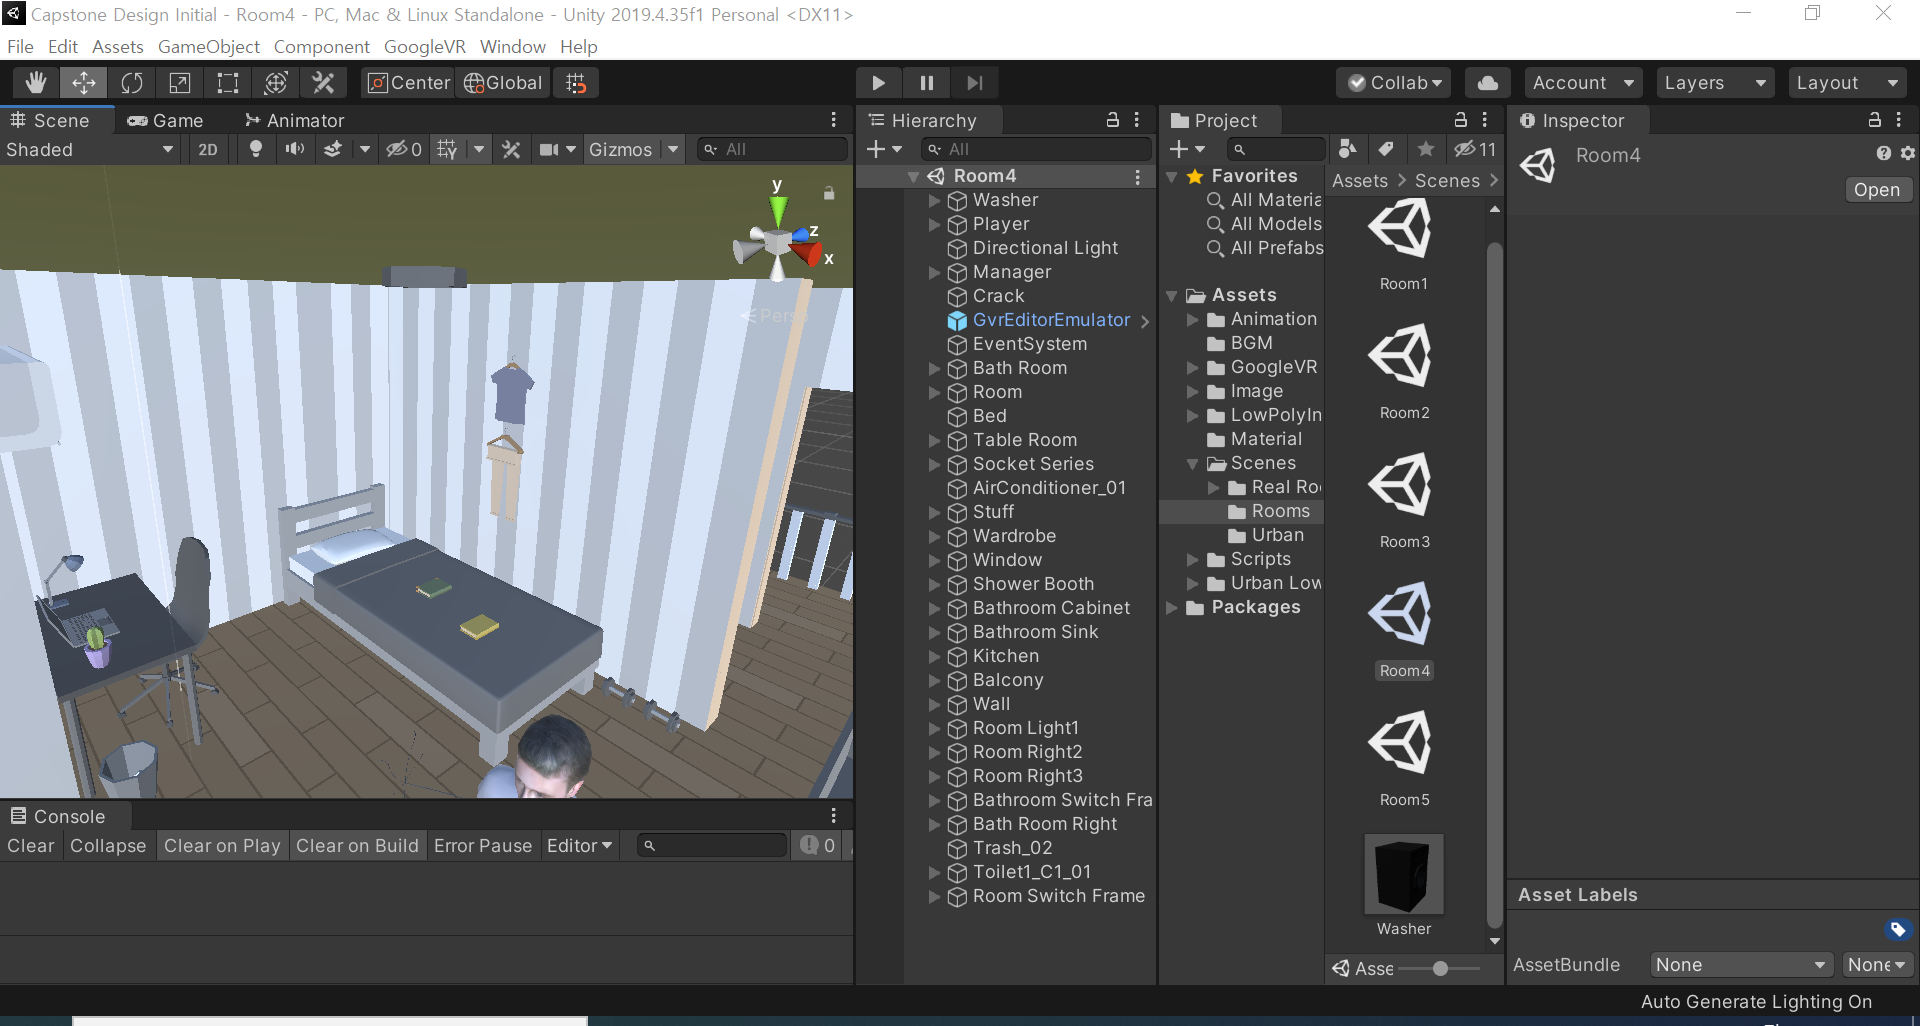 Capstone Design Initial - Room4 - PC, Mac & Linux Standalone - Unity 2019.4.35f1 Personal <DX11>
File Edit Assets GameObject Component GoogleVR Window Help
Center Global Collab Account Layers Layout
Scene Game Animator
Shaded 2D 0 Gizmos All
y
z
x
Persp
Console
Clear Collapse Clear on Play Clear on Build Error Pause Editor 0
Hierarchy
All
Room4
Washer
Player
Directional Light
Manager
Crack
GvrEditorEmulator
EventSystem
Bath Room
Room
Bed
Table Room
Socket Series
AirConditioner_01
Stuff
Wardrobe
Window
Shower Booth
Bathroom Cabinet
Bathroom Sink
Kitchen
Balcony
Wall
Room Light1
Room Right2
Room Right3
Bathroom Switch Fra
Bath Room Right
Trash_02
Toilet1_C1_01
Room Switch Frame
Project
11
Favorites
All Materia
All Models
All Prefabs
Assets
Animation
BGM
GoogleVR
Image
LowPolyIn
Material
Scenes
Real Ro
Rooms
Urban
Scripts
Urban Low
Packages
Assets > Scenes >
Room1
Room2
Room3
Room4
Room5
Washer
Asse
Inspector
Room4
Open
Asset Labels
AssetBundle None None
Auto Generate Lighting On